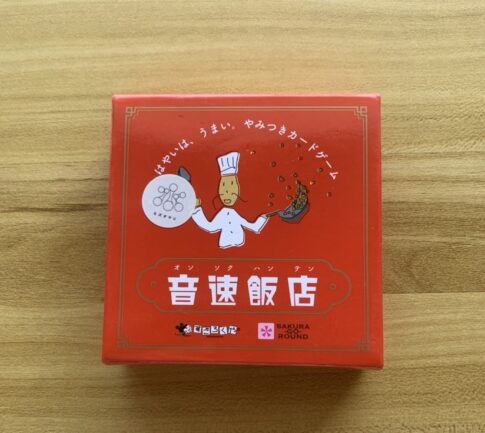 はやいは、うまい。やみつきカードゲーム
オンソクハンテン
音速飯店
SAKURA
GO
ROUND